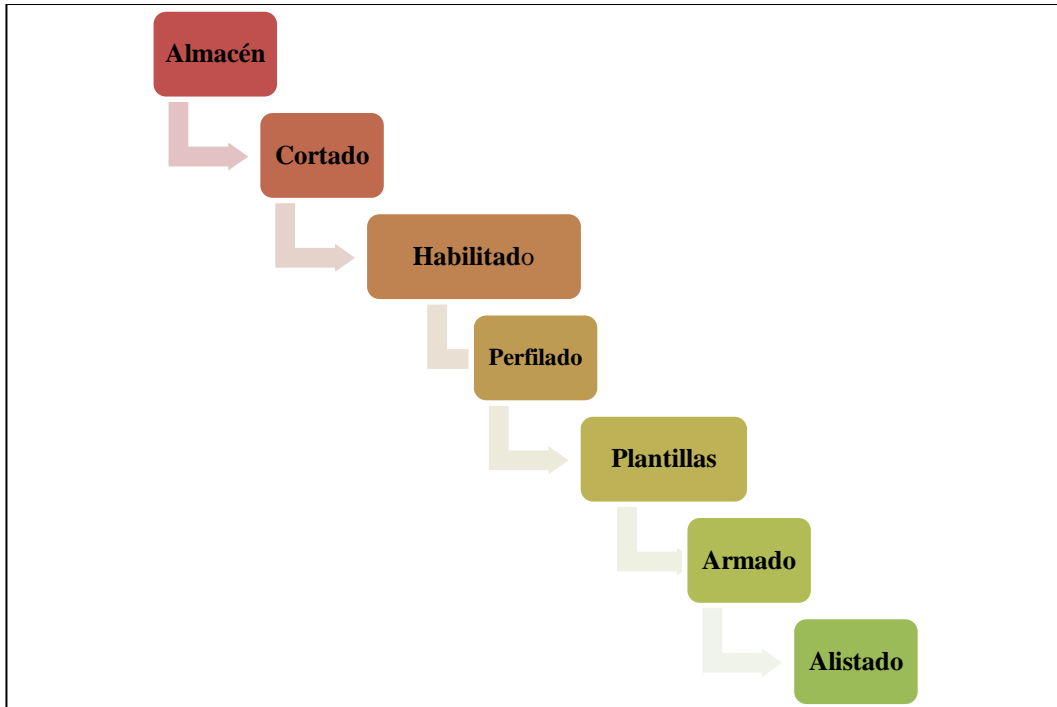 Almacén
Cortado
Habilitado
Perfilado
Plantillas
Armado
Alistado